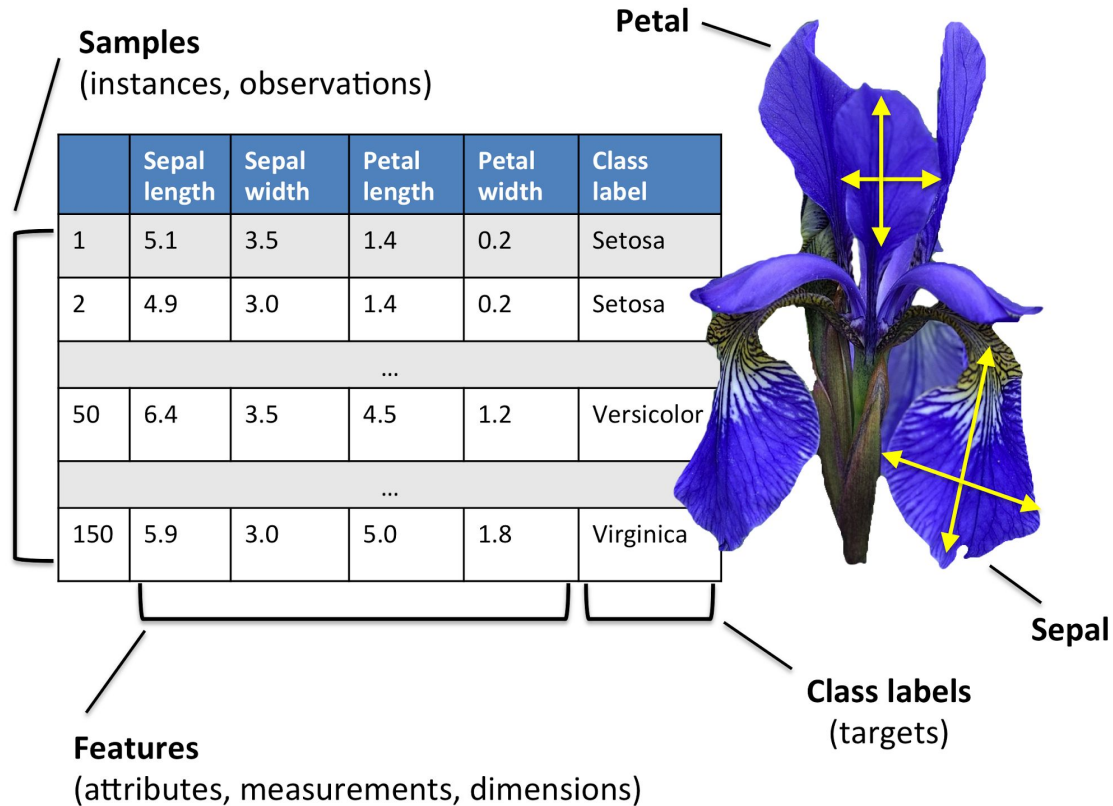 Samples
(instances, observations)
Petal
Sepal length Sepal width Petal length Petal width Class label
1 5.1 3.5 1.4 0.2 Setosa
2 4.9 3.0 1.4 0.2 Setosa
...
50 6.4 3.5 4.5 1.2 Versicolor
...
150 5.9 3.0 5.0 1.8 Virginica
Sepal
Class labels
(targets)
Features
(attributes, measurements, dimensions)